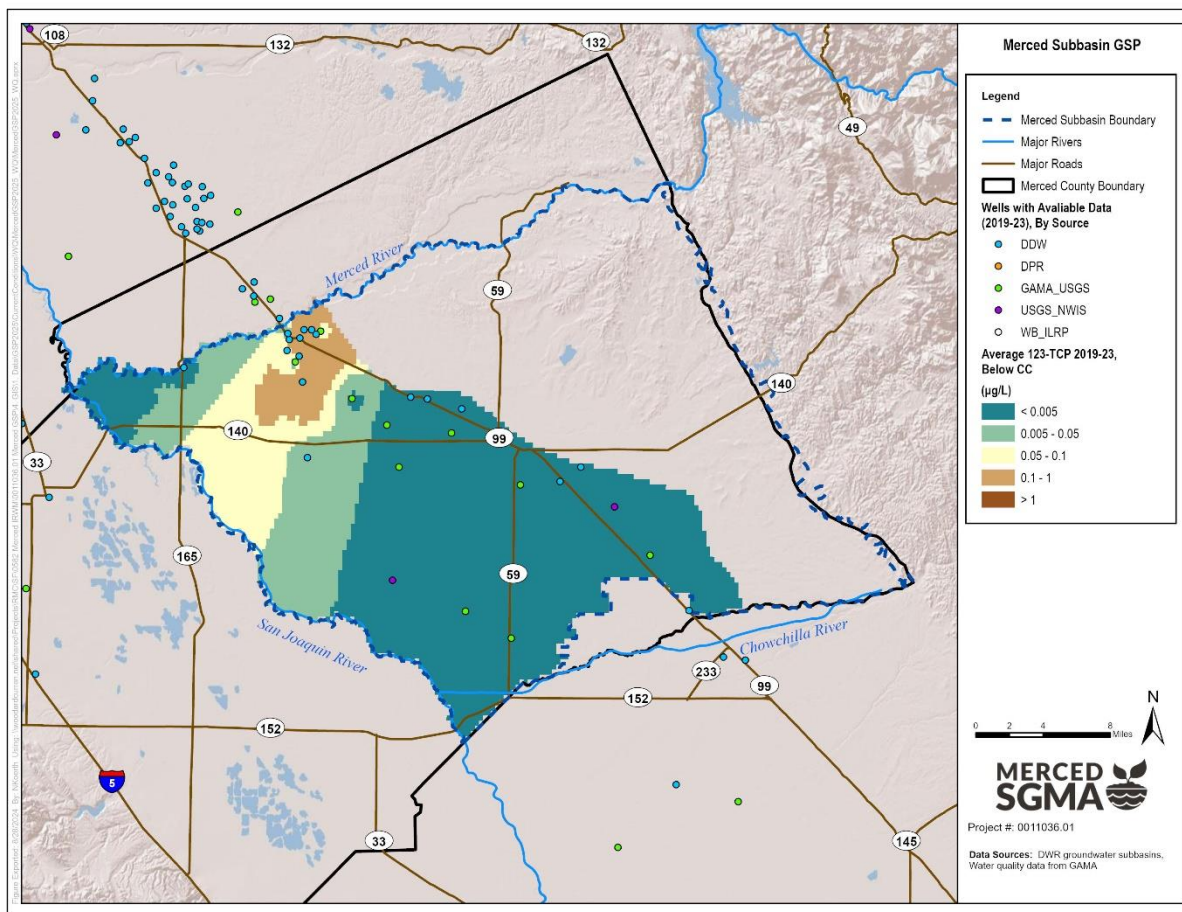 108
132
132
49
Merced River
59
140
140
99
33
165
59
San Joaquin River
Chowchilla River
233
99
152
152
5
33
145
Merced Subbasin GSP
Legend
Merced Subbasin Boundary
Major Rivers
Major Roads
Merced County Boundary
Wells with Avaliable Data
(2019-23), By Source
DDW
DPR
GAMA_USGS
USGS_NWIS
WB_ILRP
Average 123-TCP 2019-23,
Below CC
(µg/L)
< 0.005
0.005 - 0.05
0.05 - 0.1
0.1 - 1
> 1
N
0 2 4 8
Miles
MERCED
SGMA
Project #: 0011036.01
Data Sources: DWR groundwater subbasins,
Water quality data from GAMA